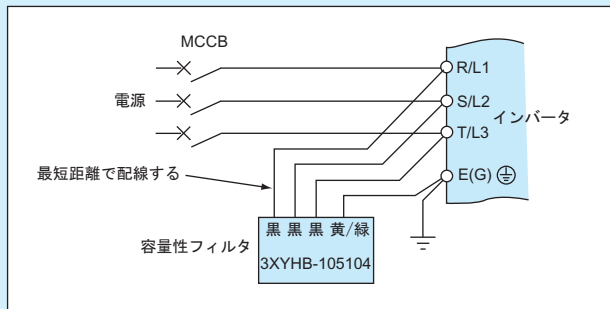 MCCB
R/L1
電源
S/L2
インバータ
T/L3
最短距離で配線する
E(G)
黒 黒 黒 黄/緑
容量性フィルタ
3XYHB-105104